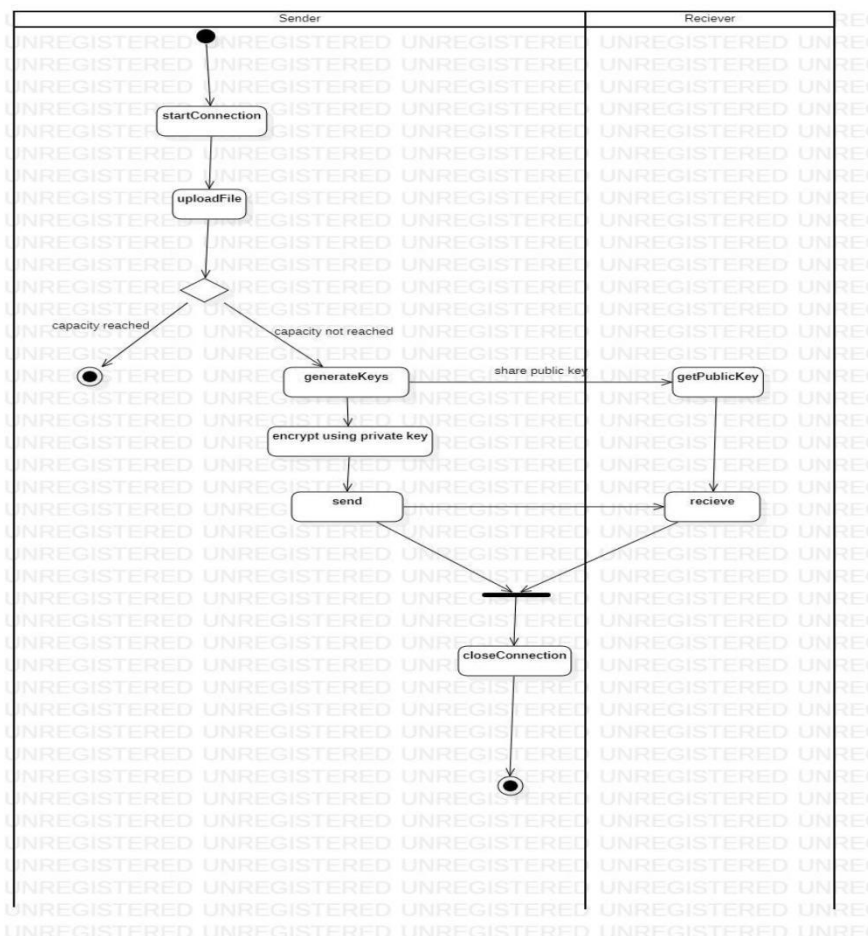 Sender
Reciever
startConnection
uploadFile
capacity reached
capacity not reached
generateKeys
share public key
getPublicKey
encrypt using private key
send
recieve
closeConnection
UNREGISTERED